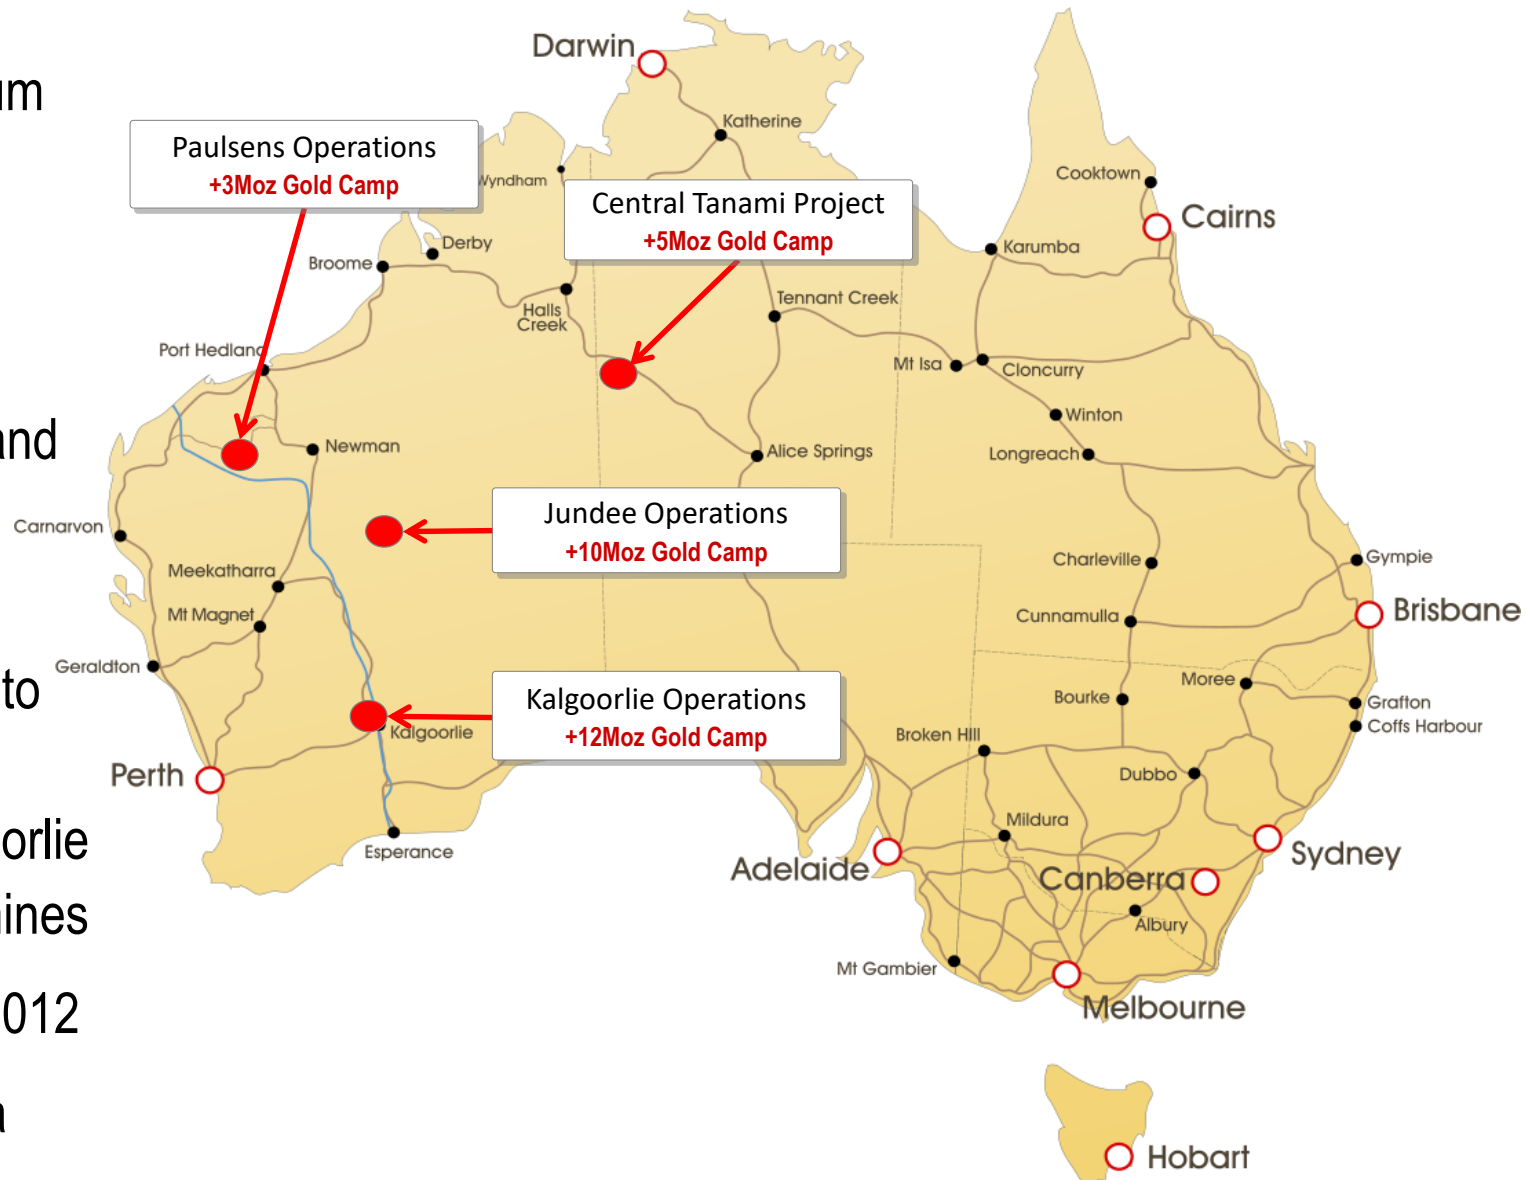 um
and
to
orlie
ines
012
a
Darwin
Katherine
Paulsens Operations
+3Moz Gold Camp
Wyndham
Cooktown
Central Tanami Project
+5Moz Gold Camp
Cairns
Derby
Broome
Karumba
Halls
Creek
Tennant Creek
Port Hedland
Mt Isa
Cloncurry
Winton
Newman
Alice Springs
Longreach
Carnarvon
Jundee Operations
+10Moz Gold Camp
Meekatharra
Charleville
Gympie
Mt Magnet
Cunnamulla
Brisbane
Geraldton
Kalgoorlie Operations
+12Moz Gold Camp
Bourke
Moree
Grafton
Coffs Harbour
Kalgoorlie
Broken Hill
Perth
Dubbo
Mildura
Esperance
Adelaide
Sydney
Canberra
Albury
Mt Gambier
Melbourne
Hobart